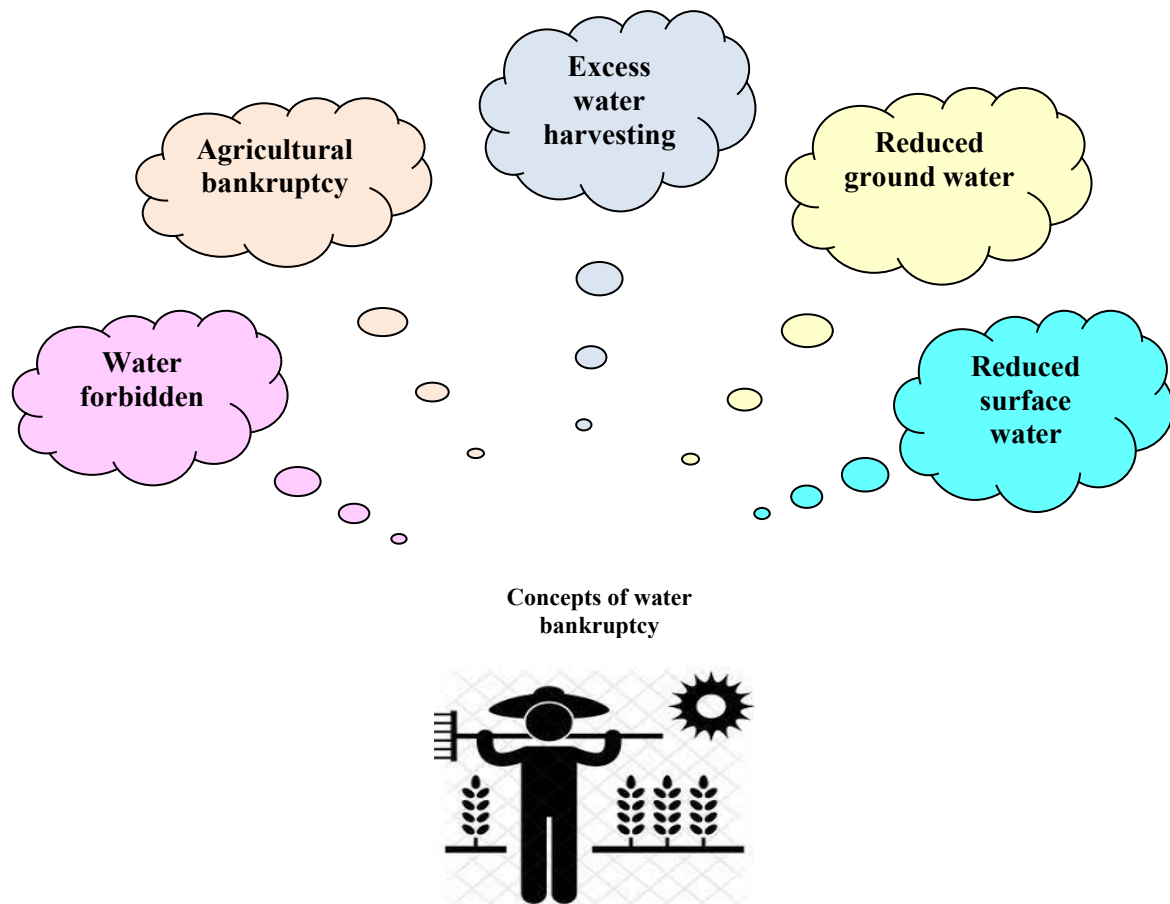 Excess
water
harvesting
Agricultural
bankruptcy
Reduced
ground water
Water
forbidden
Reduced
surface
water
Concepts of water
bankruptcy